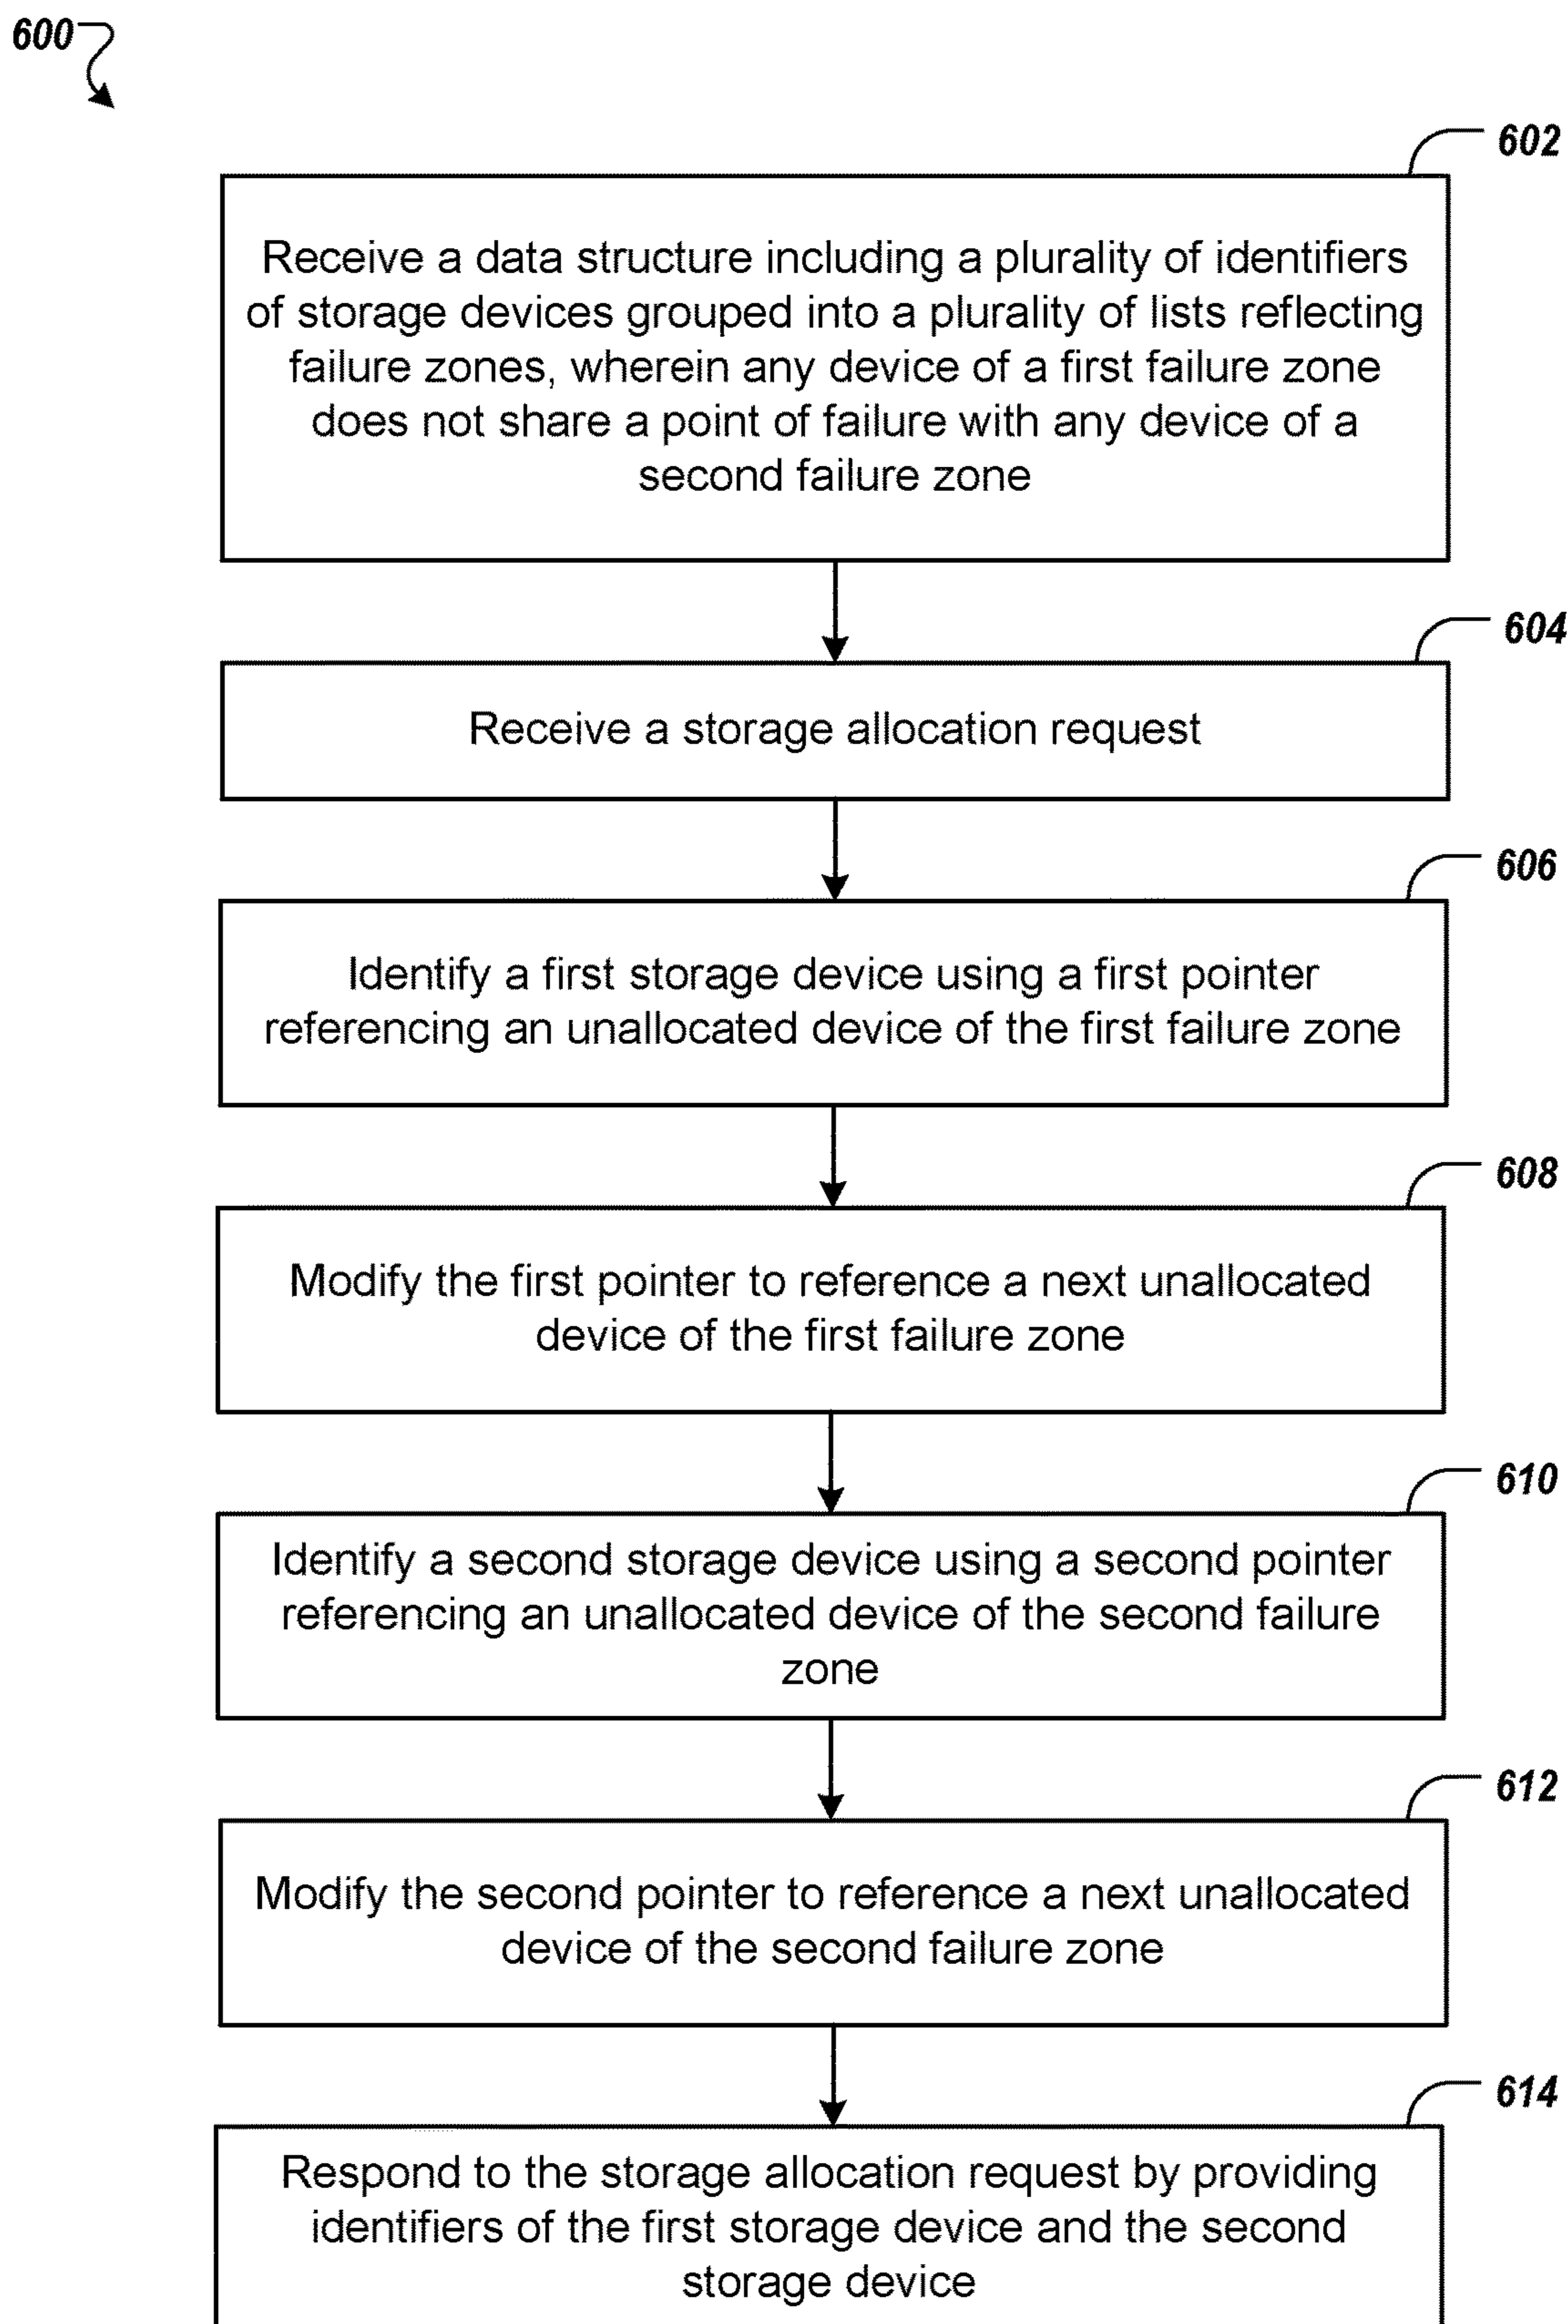 600
602
Receive a data structure including a plurality of identifiers
of storage devices grouped into a plurality of lists reflecting
failure zones, wherein any device of a first failure zone
does not share a point of failure with any device of a
second failure zone
604
Receive a storage allocation request
606
Identify a first storage device using a first pointer
referencing an unallocated device of the first failure zone
608
Modify the first pointer to reference a next unallocated
device of the first failure zone
610
Identify a second storage device using a second pointer
referencing an unallocated device of the second failure
zone
612
Modify the second pointer to reference a next unallocated
device of the second failure zone
614
Respond to the storage allocation request by providing
identifiers of the first storage device and the second
storage device